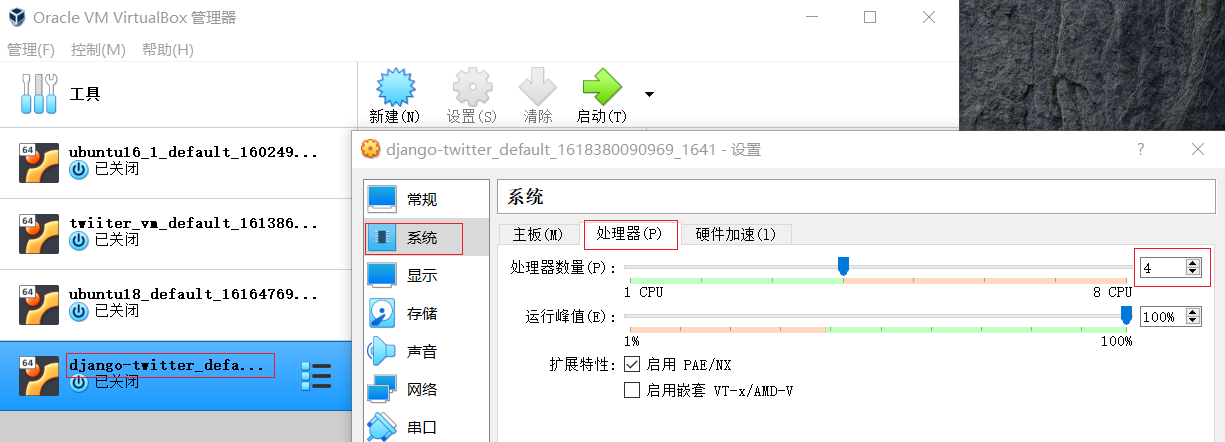 Oracle VM VirtualBox 管理器
管理(F) 控制(M) 帮助(H)
工具
新建(N) 设置(S) 清除 启动(T)
64
ubuntu16_1_default_160249...
已关闭
64
twiiter_vm_default_161386...
已关闭
64
ubuntu18_default_16164769...
已关闭
64
django-twitter_defa...
已关闭
django-twitter_default_1618380090969_1641 - 设置
?
常规
系统
显示
存储
声音
网络
串口
系统
主板(M) 处理器(P) 硬件加速(l)
处理器数量(P): 4
1 CPU 8 CPU
运行峰值(E): 100%
1% 100%
扩展特性: 启用 PAE/NX
启用嵌套 VT-x/AMD-V